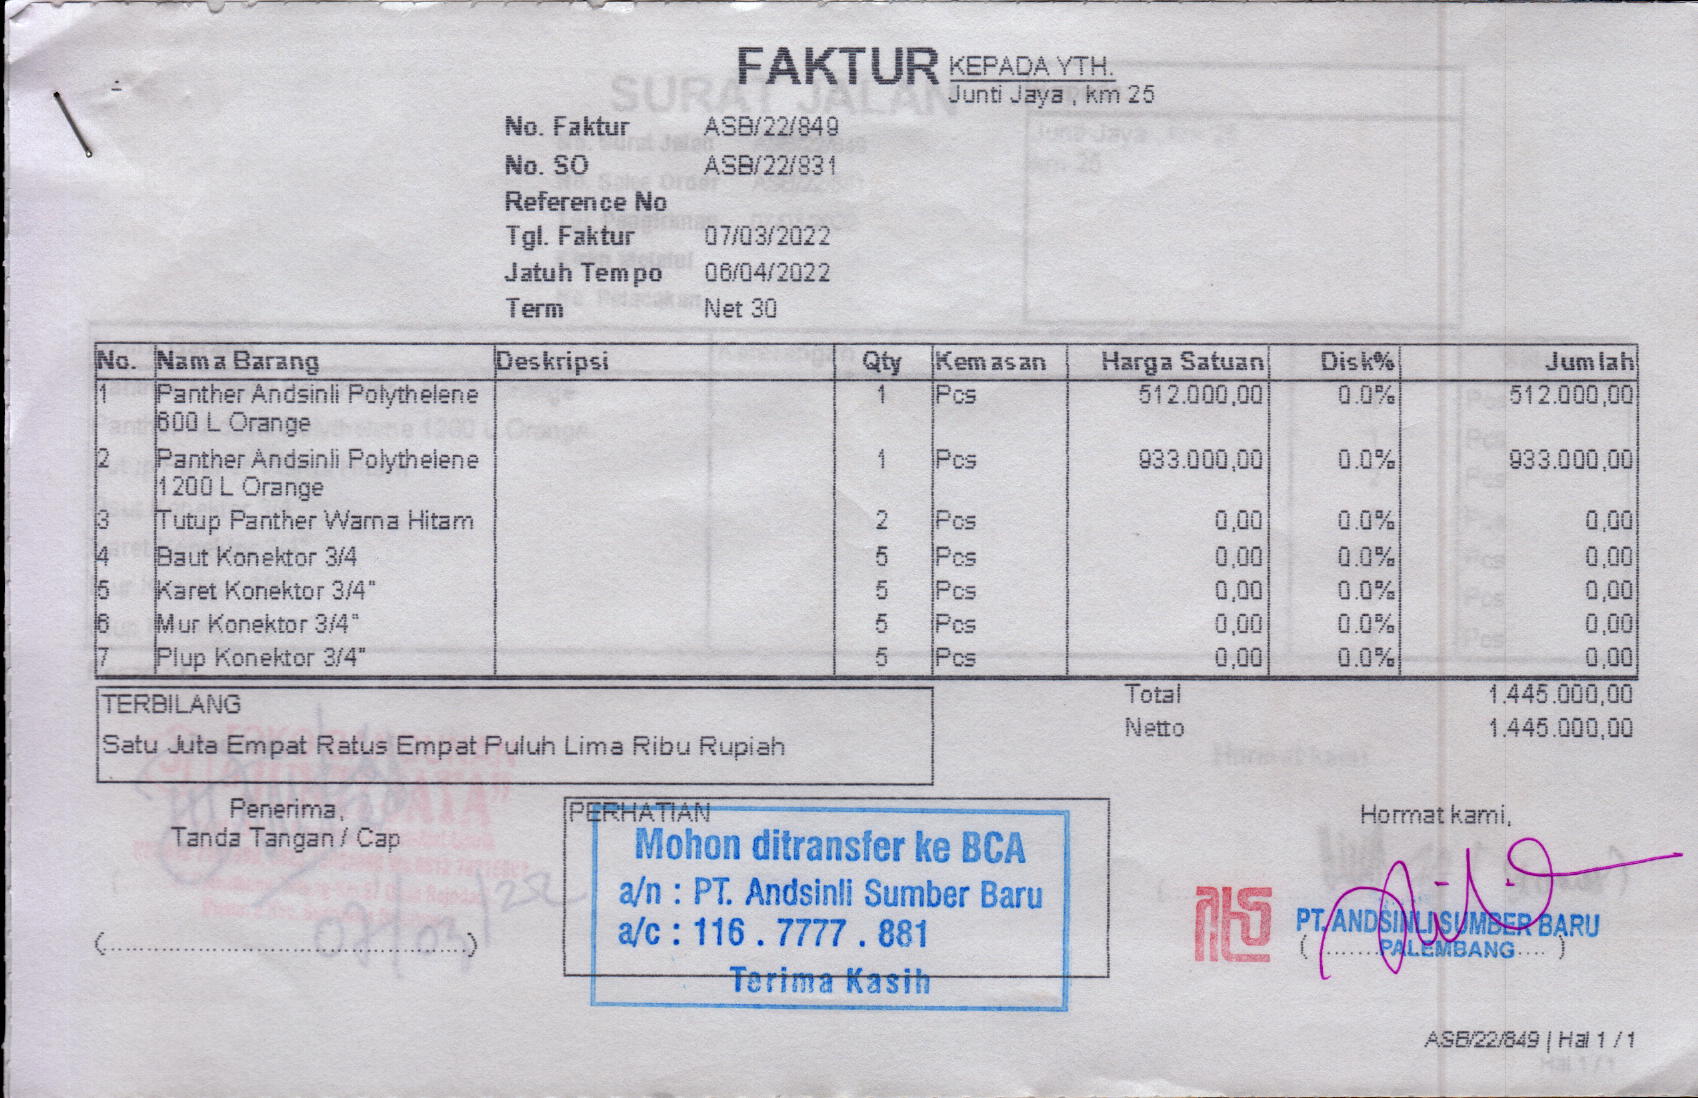 FAKTUR
KEPADA YTH.
Junti Jaya , km 25
No. Faktur ASB/22/849
No. SO ASB/22/831
Reference No
Tgl. Faktur 07/03/2022
Jatuh Tempo 06/04/2022
Term Net 30
No. Nama Barang Deskripsi Qty Kemasan Harga Satuan Disk% Jumlah
1 Panther Andsinli Polythelene 1 Pcs 512.000,00 0.0% 512.000,00
600 L Orange
2 Panther Andsinli Polythelene 1 Pcs 933.000,00 0.0% 933.000,00
1200 L Orange
3 Tutup Panther Warna Hitam 2 Pcs 0,00 0.0% 0,00
4 Baut Konektor 3/4 5 Pcs 0,00 0.0% 0,00
5 Karet Konektor 3/4" 5 Pcs 0,00 0.0% 0,00
6 Mur Konektor 3/4" 5 Pcs 0,00 0.0% 0,00
7 Plup Konektor 3/4" 5 Pcs 0,00 0.0% 0,00
Total 1.445.000,00
Netto 1.445.000,00
TERBILANG
Satu Juta Empat Ratus Empat Puluh Lima Ribu Rupiah
Penerima,
Tanda Tangan / Cap
(..........................................................)
PERHATIAN
Mohon ditransfer ke BCA
a/n : PT. Andsinli Sumber Baru
a/c : 116 . 7777 . 881
Terima Kasih
Hormat kami,
PT. ANDSINLI SUMBER BARU
PALEMBANG
ASB/22/849 | Hal 1 / 1
SURAT JALAN